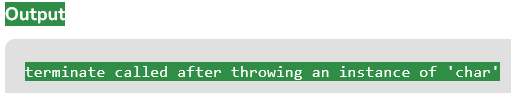 Output
terminate called after throwing an instance of 'char'